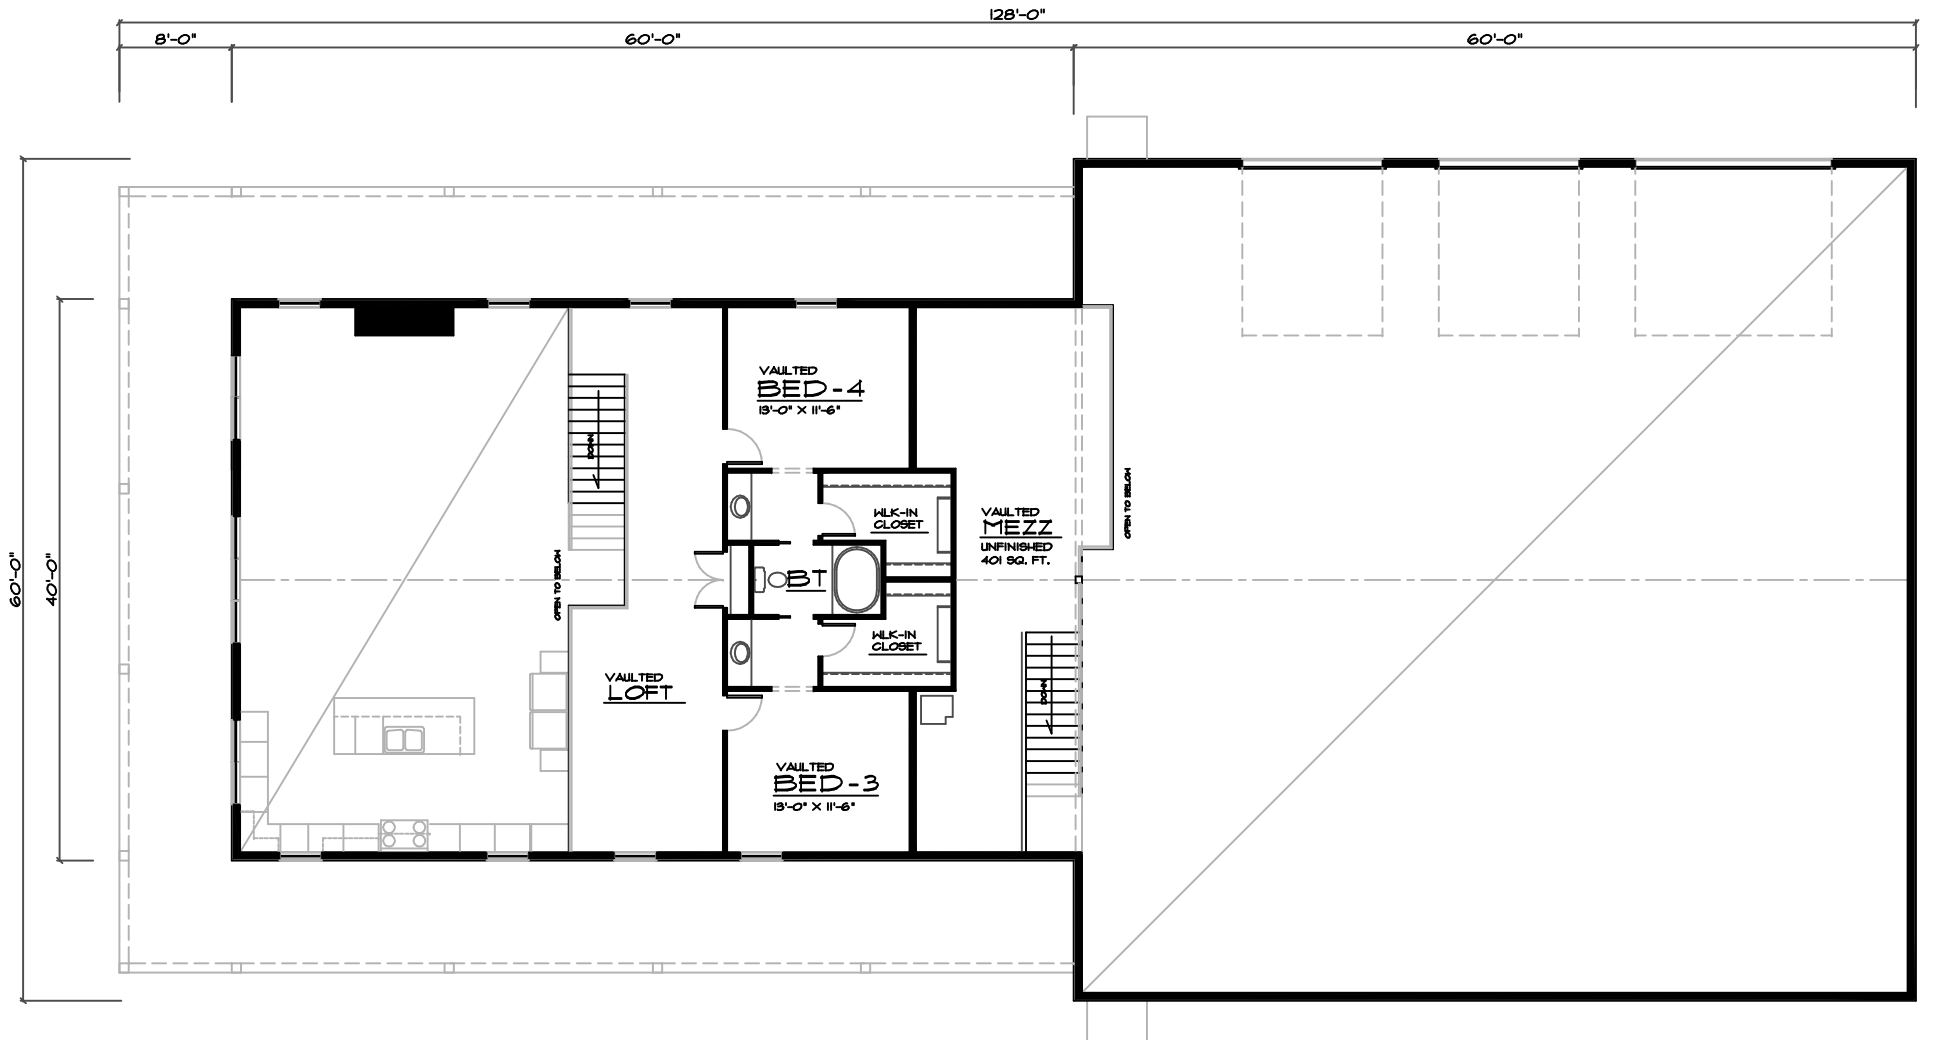 128'-0"
8'-0"
60'-0"
60'-0"
60'-0"
40'-0"
VAULTED
BED-4
13'-0" X 11'-6"
DOWN
WLK-IN
CLOSET
VAULTED
MEZZ
UNFINISHED
401 SQ. FT.
OPEN TO BELOW
OPEN TO BELOW
BT
WLK-IN
CLOSET
VAULTED
LOFT
DOWN
VAULTED
BED-3
13'-0" X 11'-6"